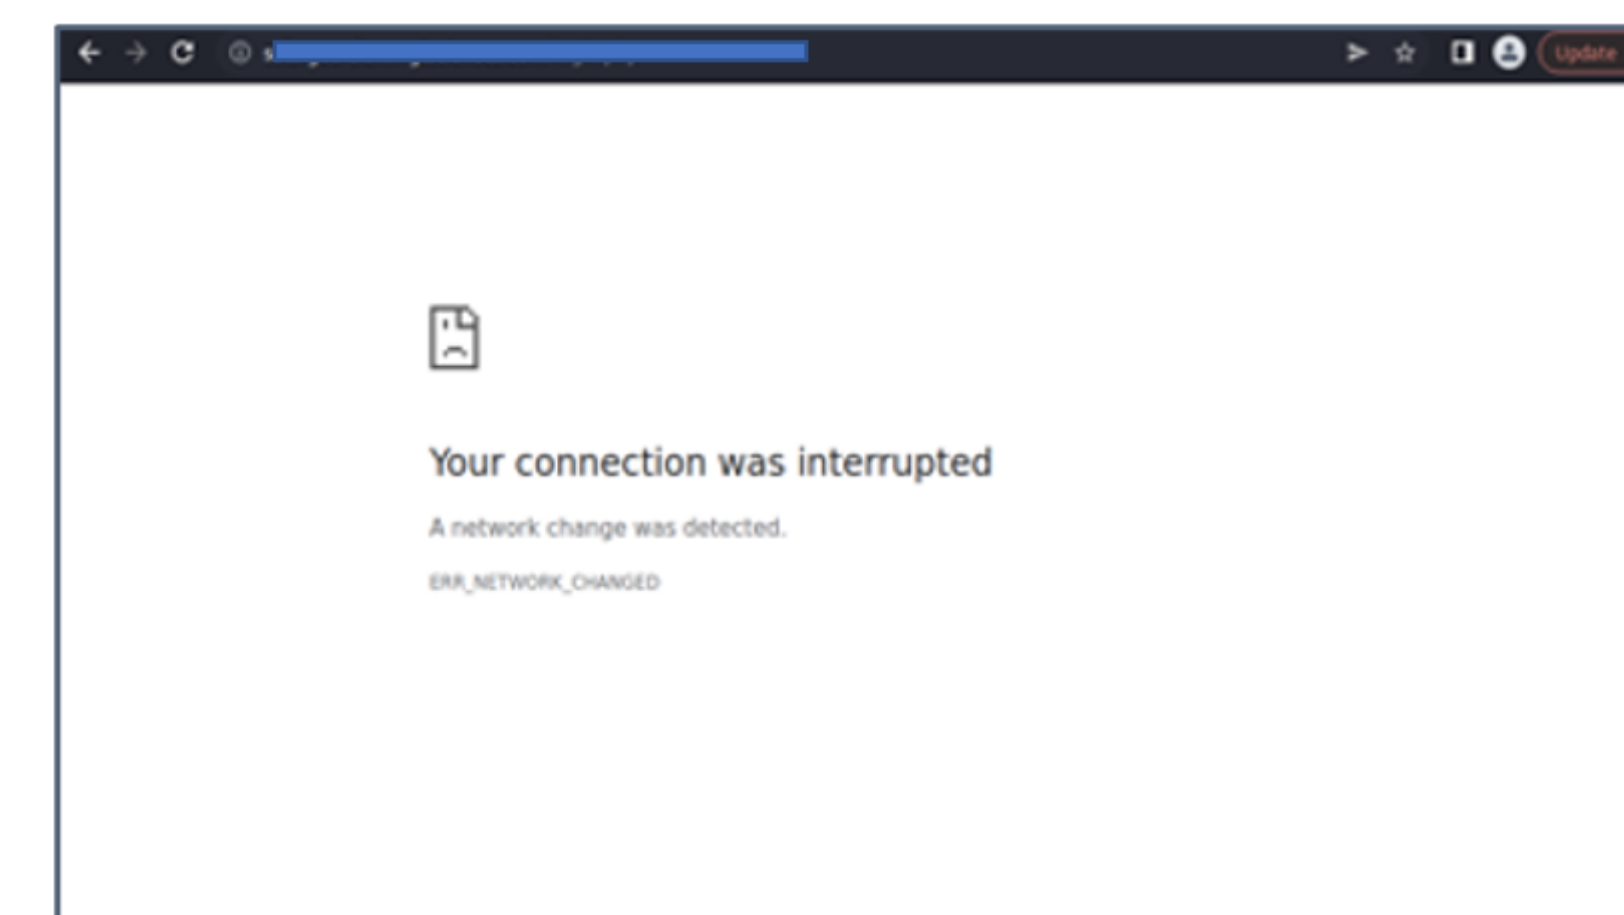 Update
Your connection was interrupted
A network change was detected.
ERR_NETWORK_CHANGED